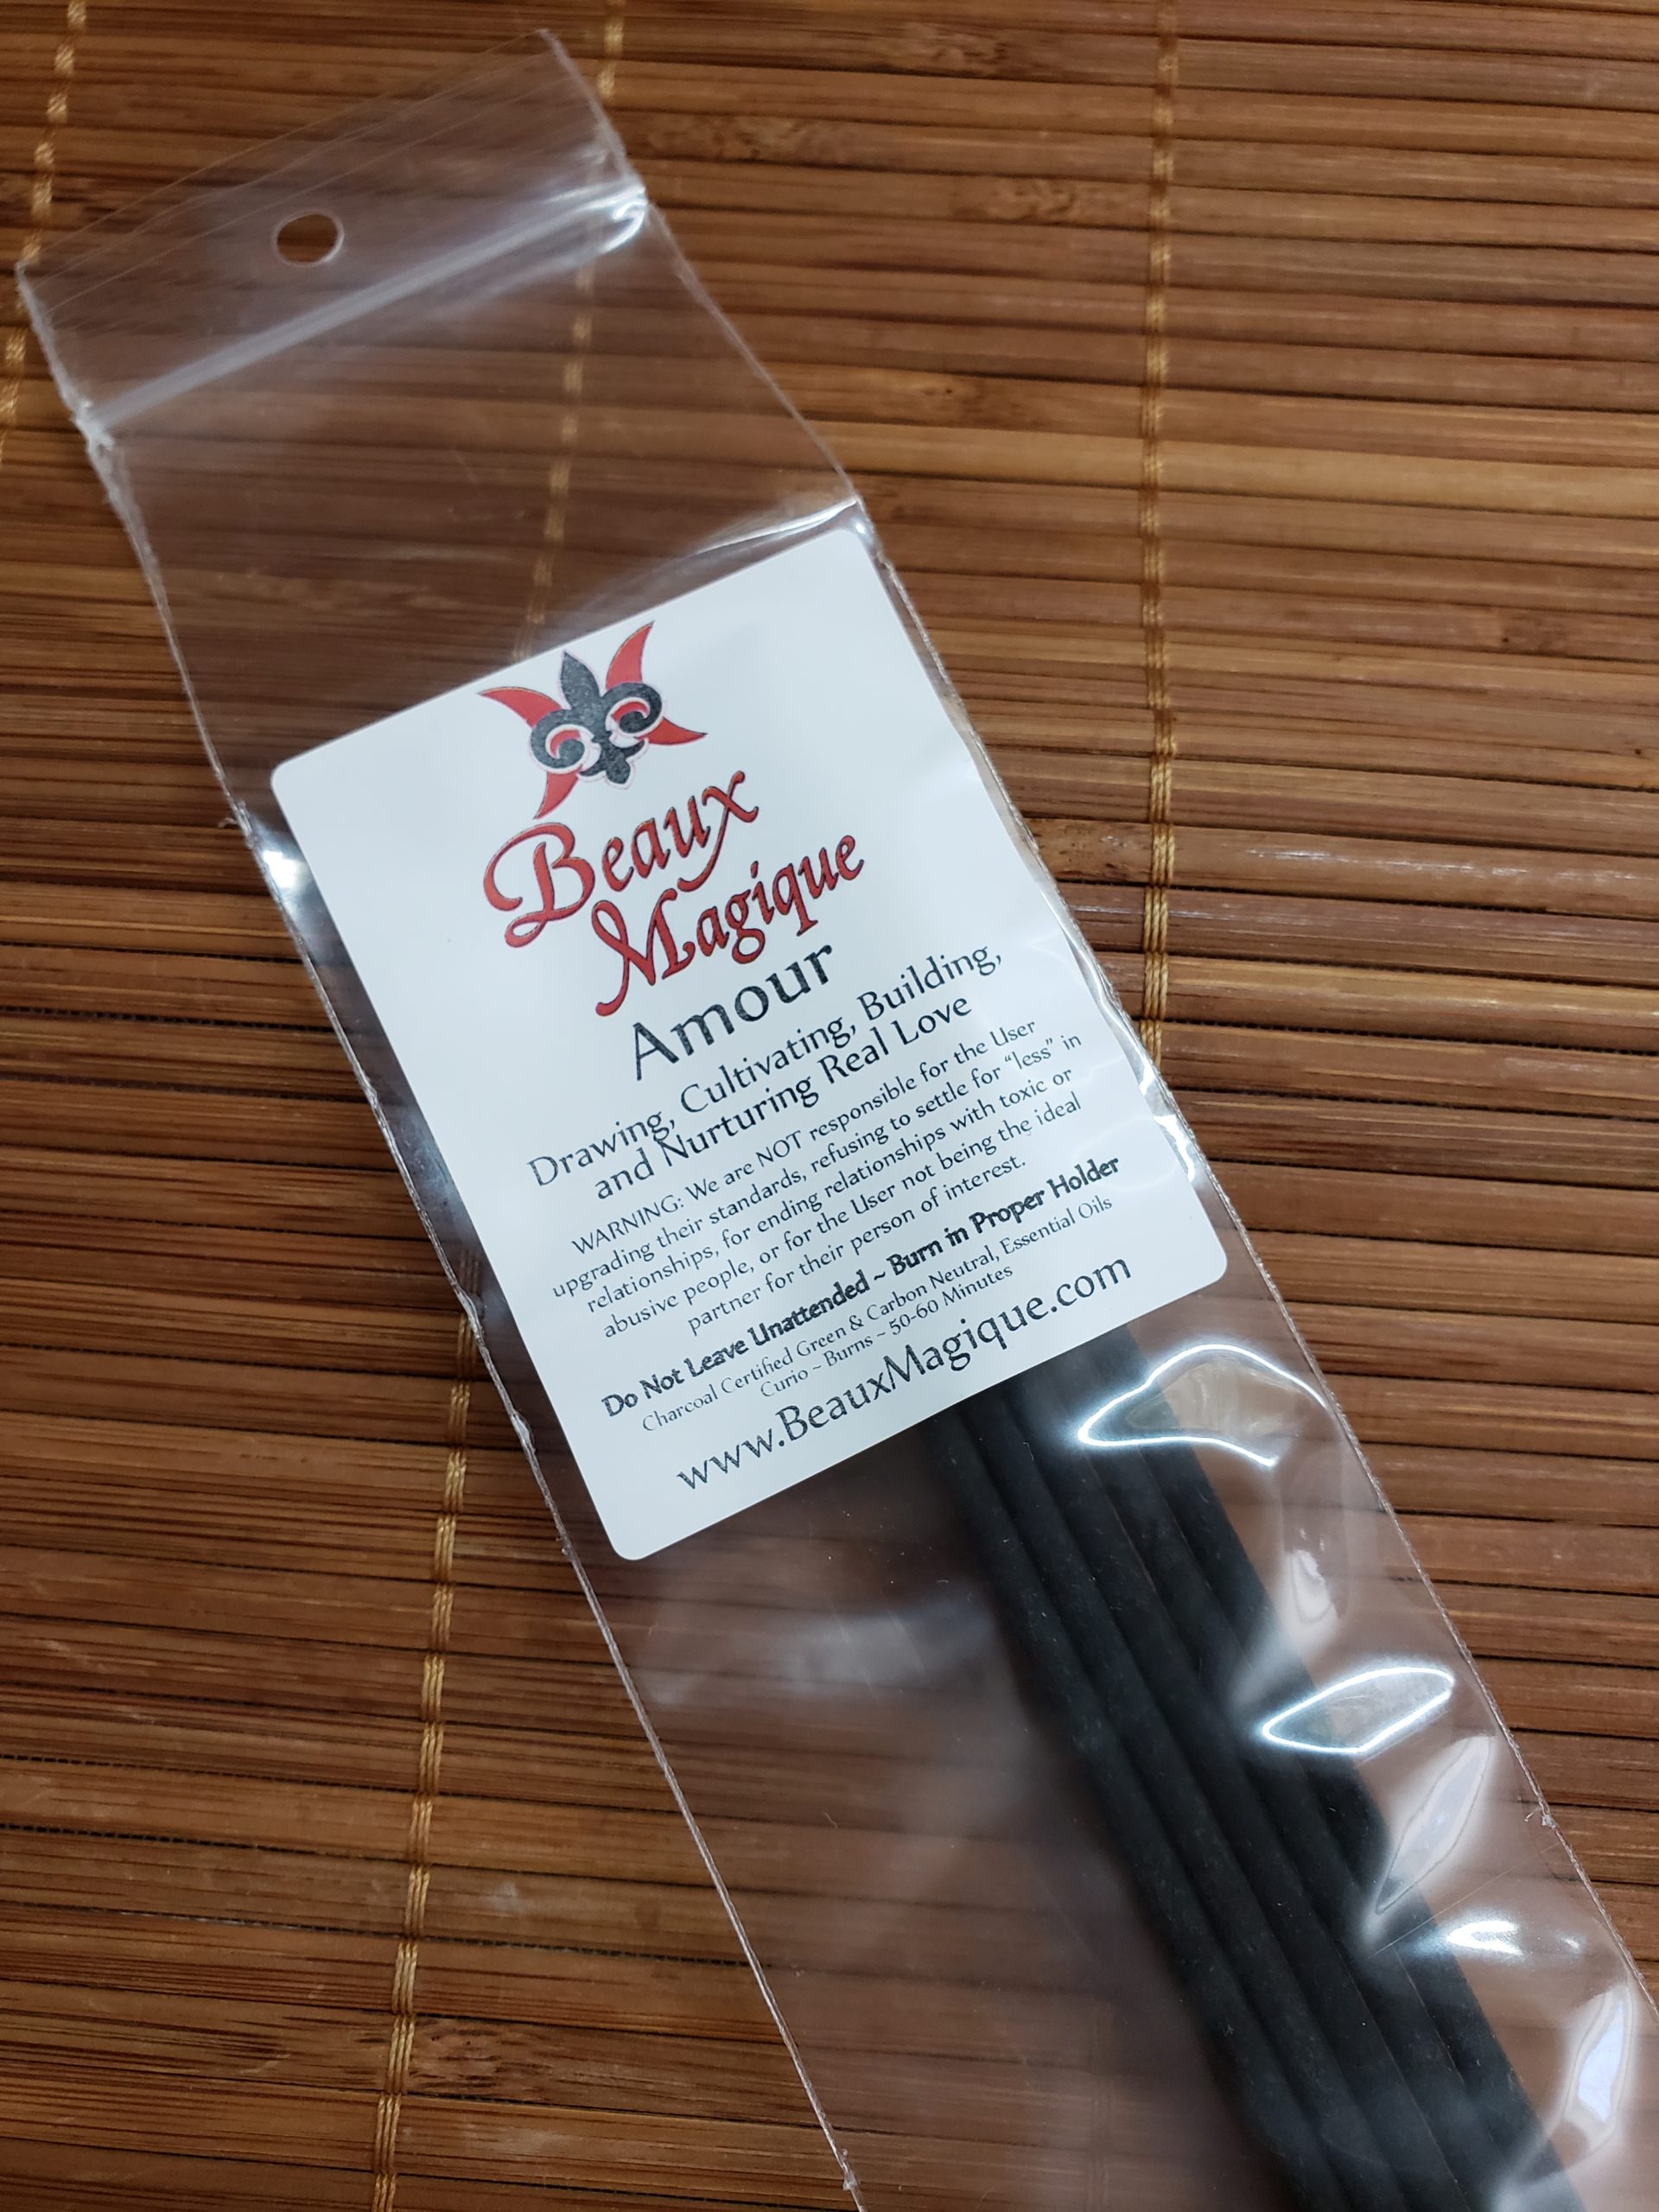 Beaux
Magique
Amour
Drawing, Cultivating, Building,
and Nurturing Real Love
WARNING: We are NOT responsible for the User
upgrading their standards, refusing to settle for “less” in
relationships, for ending relationships with toxic or
abusive people, or for the User not being the ideal
partner for their person of interest.
Do Not Leave Unattended ~ Burn in Proper Holder
Charcoal Certified Green & Carbon Neutral, Essential Oils
Curio ~ Burns ~ 50-60 Minutes
www.BeauxMagique.com